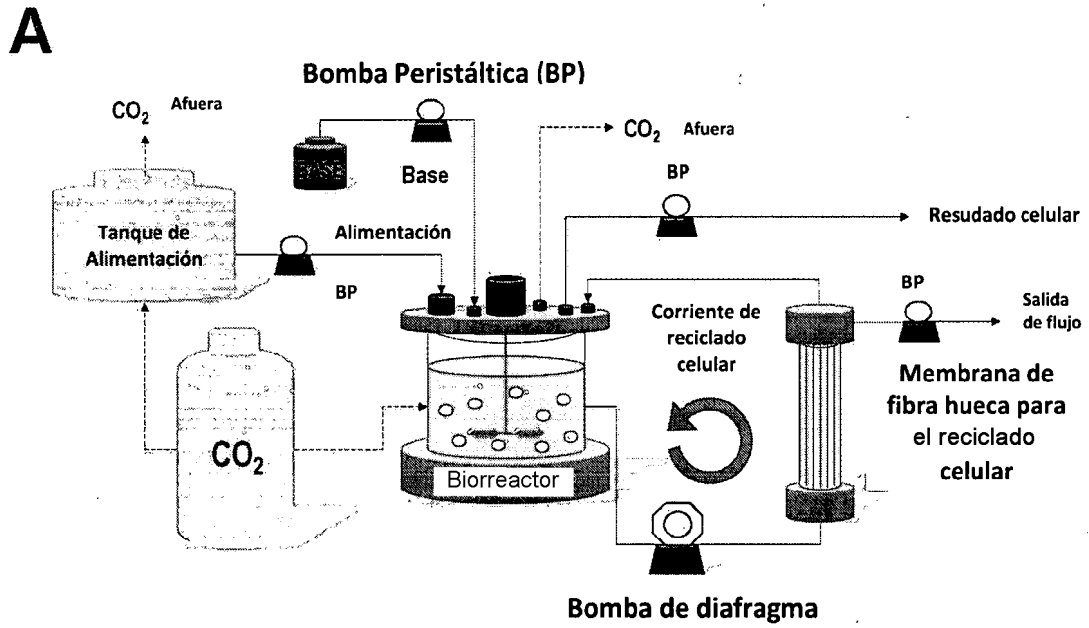 A
Bomba Peristáltica (BP)
CO₂ Afuera
BASE
Base
CO₂ Afuera
BP
Resudado celular
Tanque de
Alimentación
Alimentación
BP
BP
Salida
de flujo
Corriente de
reciclado
celular
Membrana de
fibra hueca para
el reciclado
celular
CO₂
Biorreactor
Bomba de diafragma